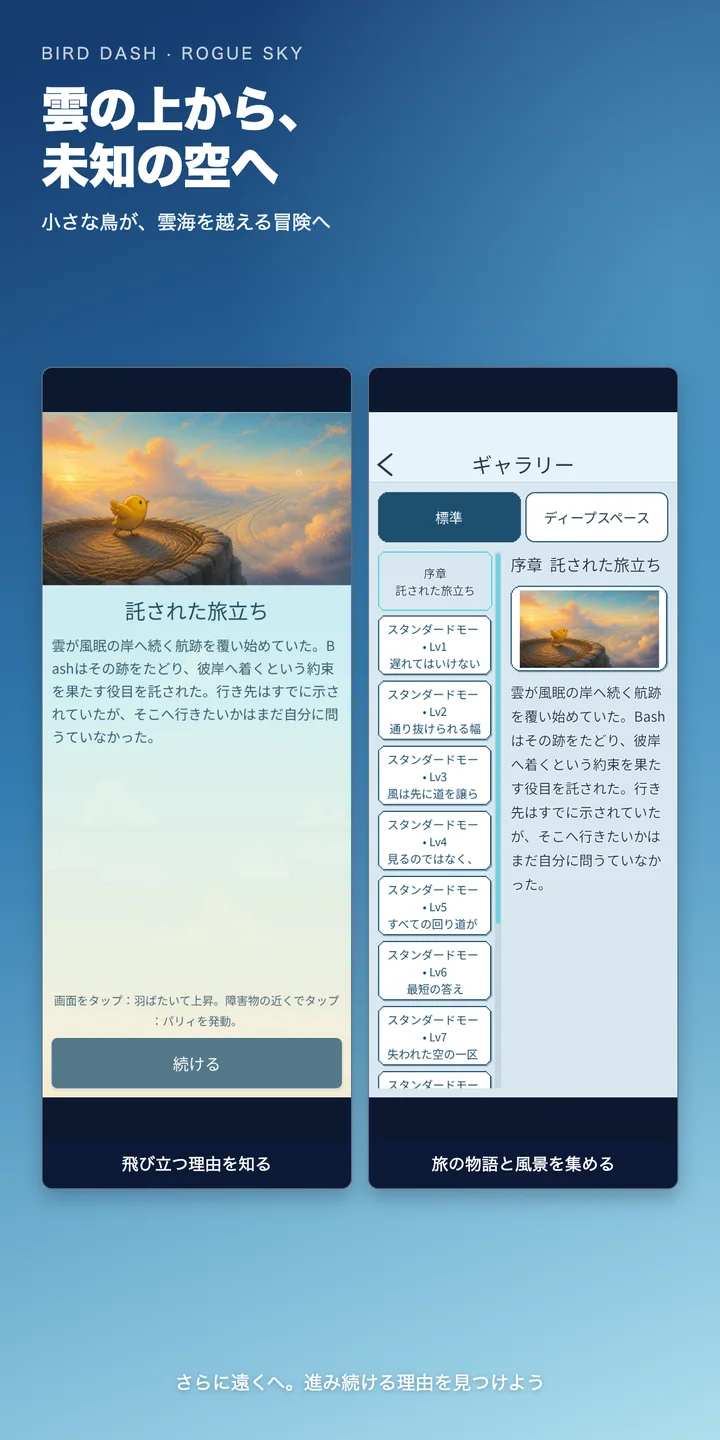 BIRD DASH · ROGUE SKY
雲の上から、
未知の空へ
小さな鳥が、雲海を越える冒険へ
託された旅立ち
雲が風眠の岸へ続く航跡を覆い始めていた。B
ashはその跡をたどり、彼岸へ着くという約束
を果たす役目を託された。行き先はすでに示さ
れていたが、そこへ行きたいかはまだ自分に問
うていなかった。
画面をタップ：羽ばたいて上昇。障害物の近くでタップ
：パリィを発動。
続ける
飛び立つ理由を知る
ギャラリー
標準
ディープスペース
序章
託された旅立ち
スタンダードモー
• Lv1
遅れてはいけない
スタンダードモー
• Lv2
通り抜けられる幅
スタンダードモー
• Lv3
風は先に道を譲ら
スタンダードモー
• Lv4
見るのではなく、
スタンダードモー
• Lv5
すべての回り道が
スタンダードモー
• Lv6
最短の答え
スタンダードモー
• Lv7
失われた空の一区
スタンダードモー
序章 託された旅立ち
雲が風眠の岸へ続く航跡
を覆い始めていた。Bash
はその跡をたどり、彼岸
へ着くという約束を果た
す役目を託された。行き
先はすでに示されていた
が、そこへ行きたいかは
まだ自分に問うていなか
った。
旅の物語と風景を集める
さらに遠くへ。進み続ける理由を見つけよう